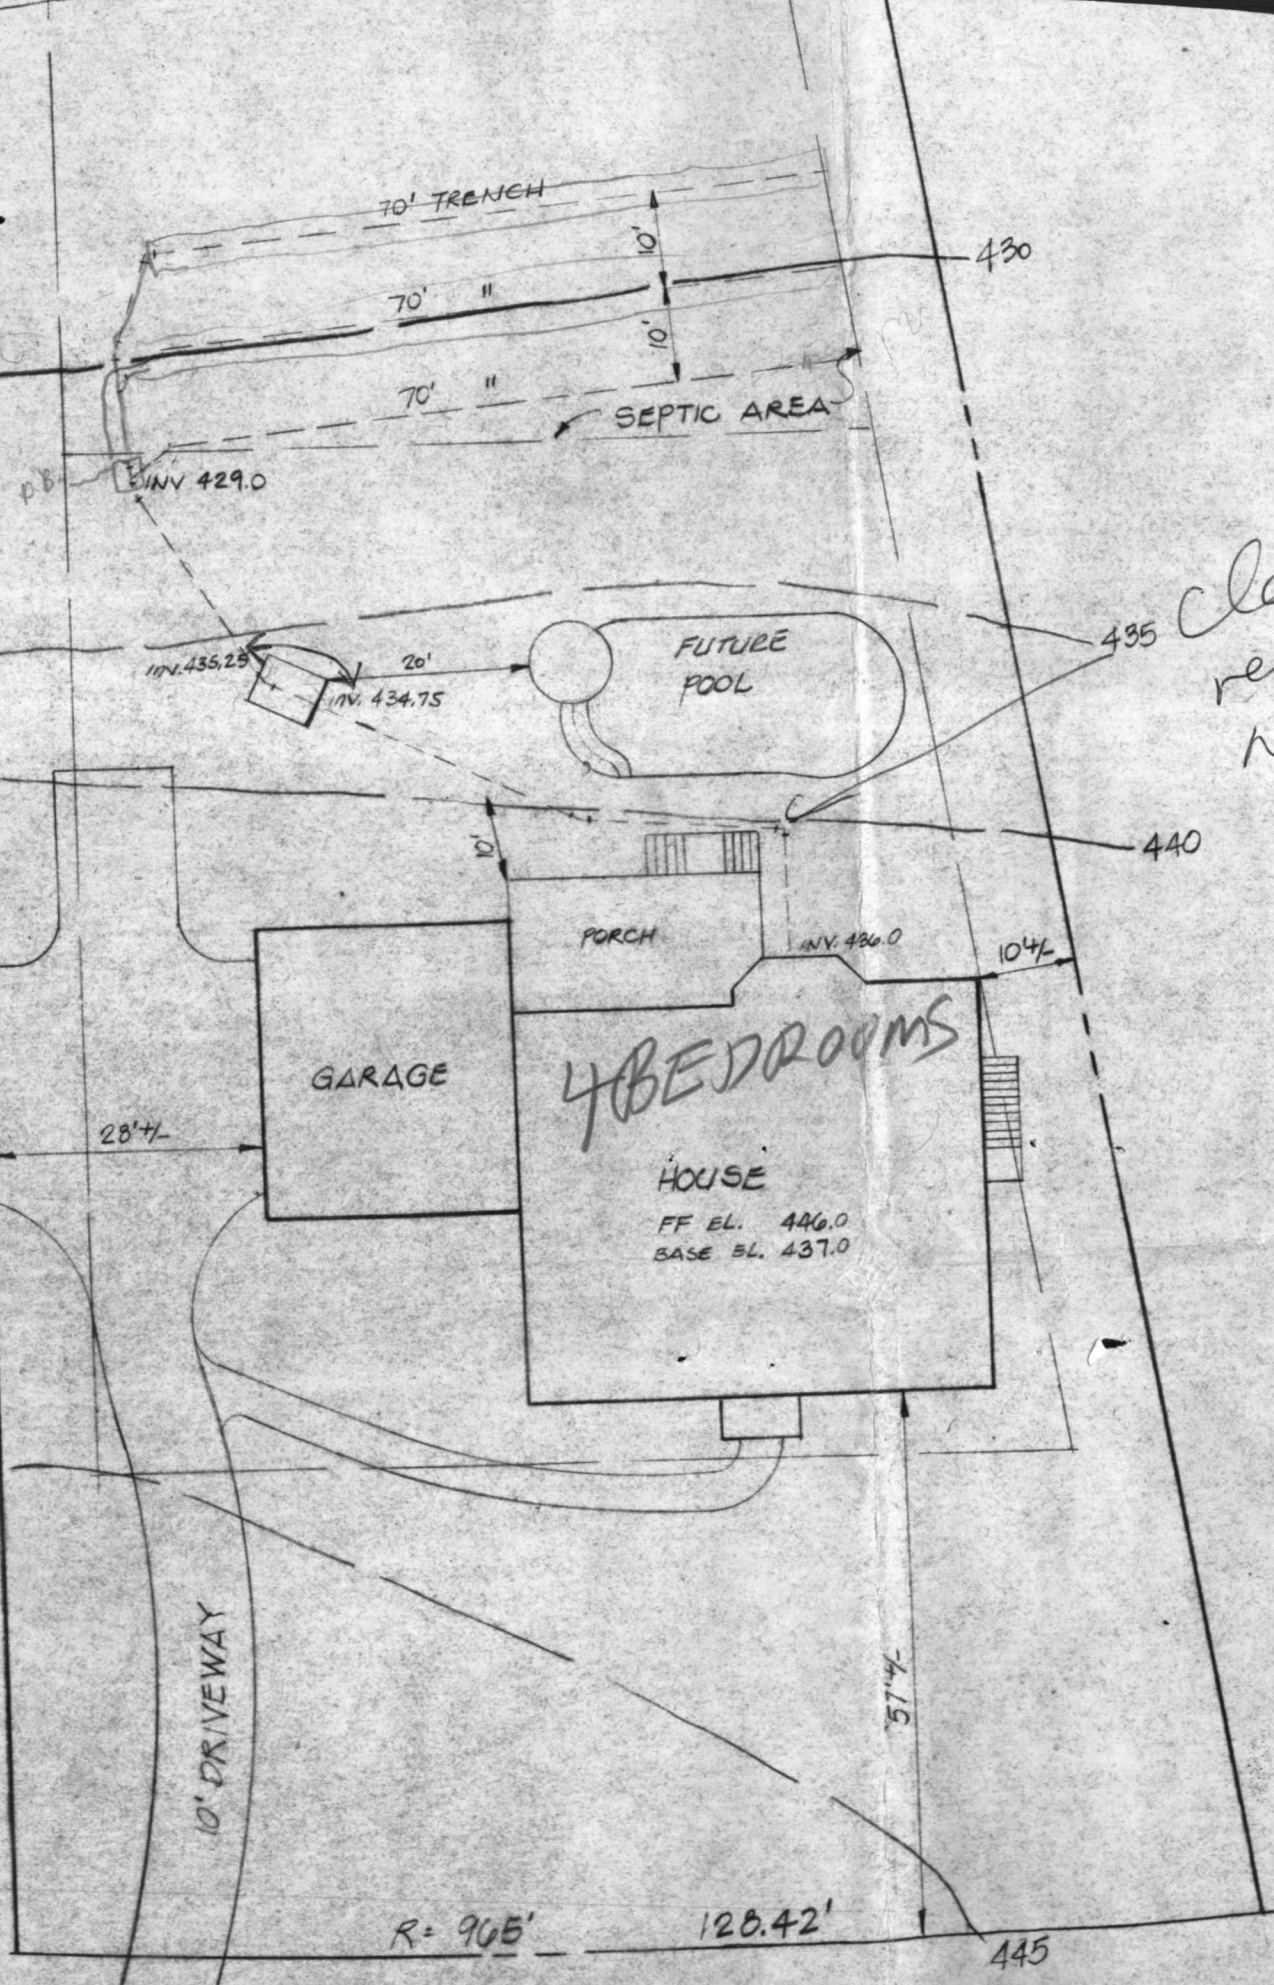 70' TRENCH
10'
430
70' "
10'
70' "
SEPTIC AREA
D.B.
INV 429.0
435
FUTURE
POOL
20'
INV. 435.25
INV. 434.75
440
10'
PORCH
INV. 436.0
10'+/-
4 BEDROOMS
GARAGE
28'+/-
HOUSE
FF EL. 446.0
BASE EL. 437.0
57'+/-
10' DRIVEWAY
R= 965'
128.42'
445